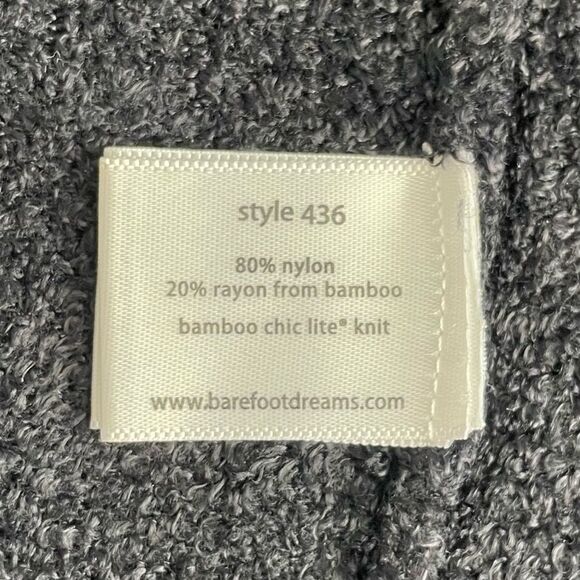 style 436
80% nylon
20% rayon from bamboo
bamboo chic lite® knit
www.barefootdreams.com